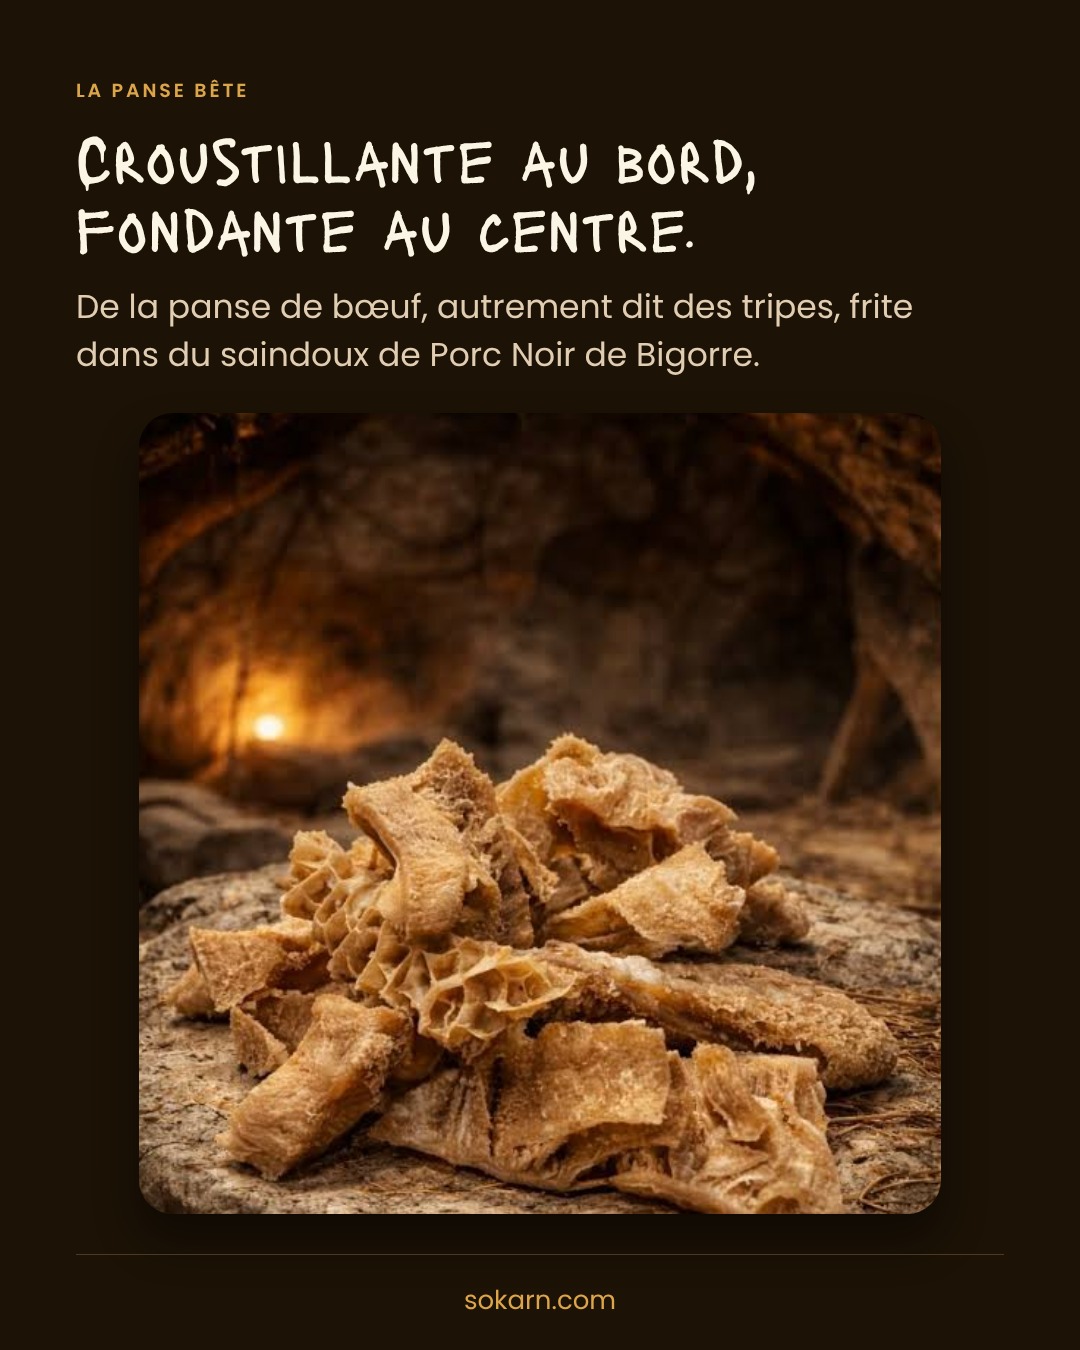 LA PANSE BÊTE
CROUSTILLANTE AU BORD,
FONDANTE AU CENTRE.
De la panse de bœuf, autrement dit des tripes, frite
dans du saindoux de Porc Noir de Bigorre.
sokarn.com